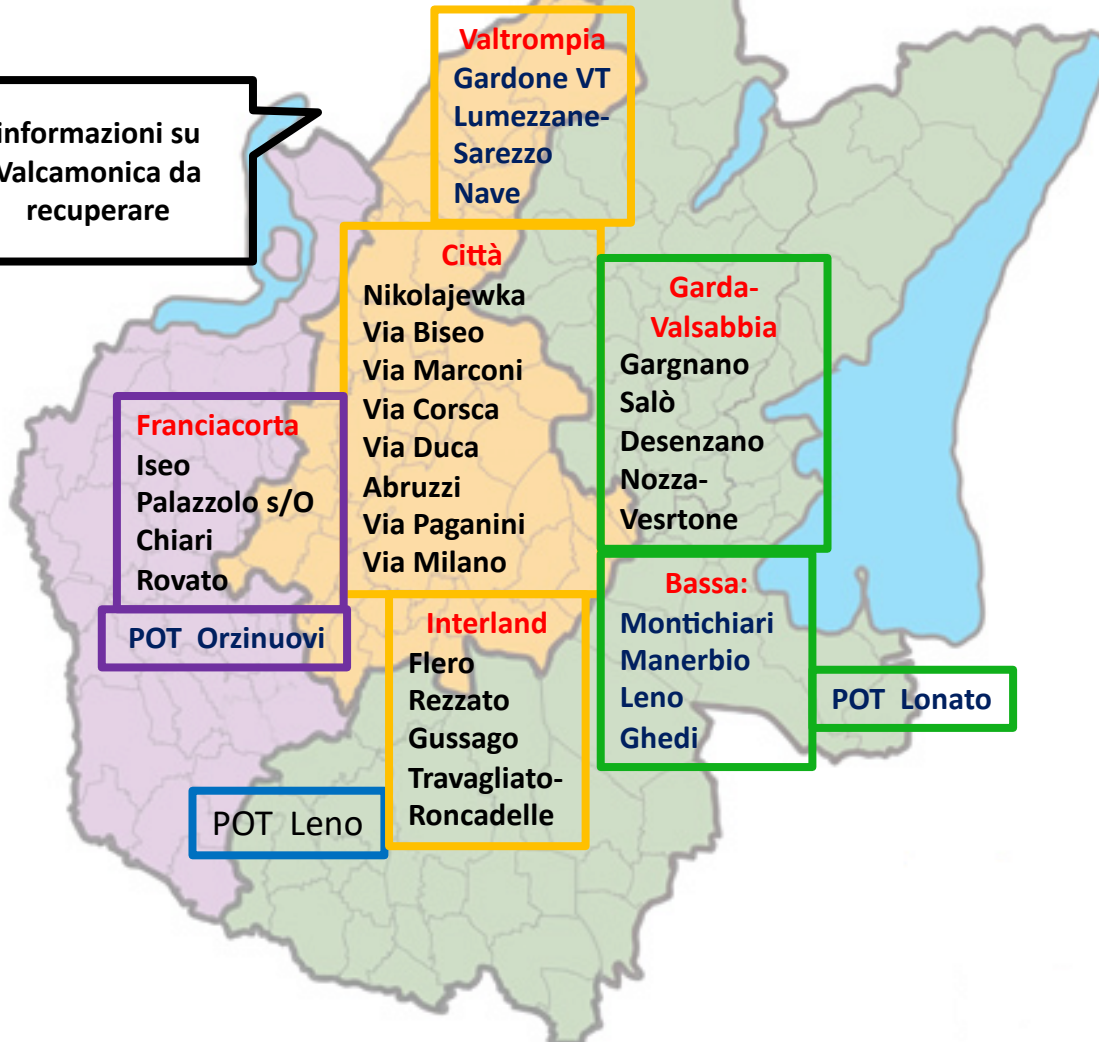 informazioni su
Valcamonica da
recuperare
Valtrompia
Gardone VT
Lumezzane-
Sarezzo
Nave
Città
Nikolajewka
Via Biseo
Via Marconi
Via Corsca
Via Duca
Abruzzi
Via Paganini
Via Milano
Garda-
Valsabbia
Gargnano
Salò
Desenzano
Nozza-
Vesrtone
Franciacorta
Iseo
Palazzolo s/O
Chiari
Rovato
POT Orzinuovi
Interland
Flero
Rezzato
Gussago
Travagliato-
Roncadelle
Bassa:
Montichiari
Manerbio
Leno
Ghedi
POT Lonato
POT Leno